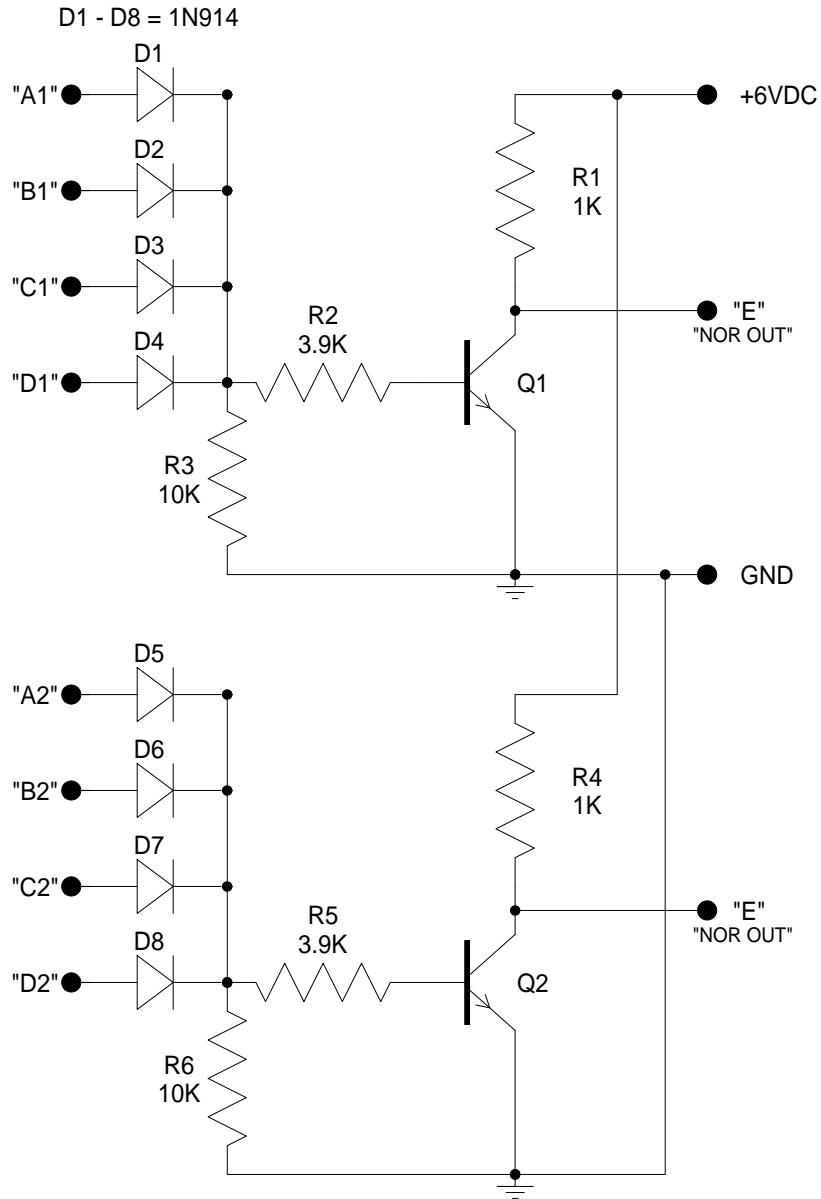 D1 - D8 = 1N914
D1
"A1"
+6VDC
D2
"B1"
R1
1K
D3
"C1"
"E"
"NOR OUT"
R2
3.9K
D4
"D1"
Q1
R3
10K
GND
D5
"A2"
D6
"B2"
R4
1K
D7
"C2"
"E"
"NOR OUT"
R5
3.9K
D8
"D2"
Q2
R6
10K